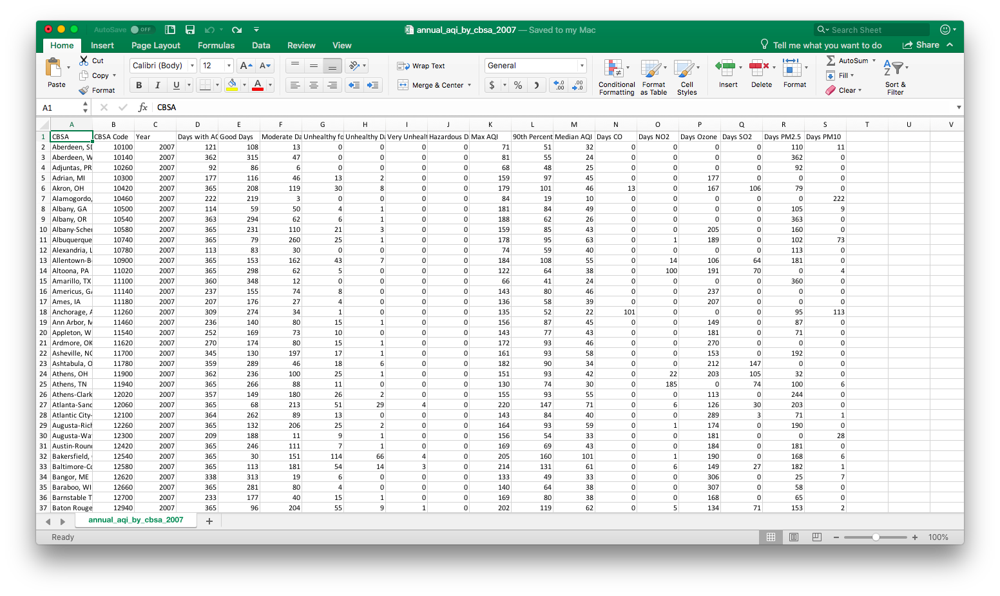 AutoSave OFF annual_aqi_by_cbsa_2007 — Saved to my Mac Search Sheet
Home Insert Page Layout Formulas Data Review View Tell me what you want to do Share
Paste Cut Copy Format Calibri (Body) 12 A A B I U A Wrap Text Merge & Center General $ % Conditional Formatting Format as Table Cell Styles Insert Delete Format AutoSum Fill Clear Sort & Filter
A1 fx CBSA
A B C D E F G H I J K L M N O P Q R S T U V
1 CBSA CBSA Code Year Days with AQ Good Days Moderate Da Unhealthy fo Unhealthy Da Very Unhealt Hazardous D Max AQI 90th Percent Median AQI Days CO Days NO2 Days Ozone Days SO2 Days PM2.5 Days PM10
2 Aberdeen, SD 10100 2007 121 108 13 0 0 0 0 71 51 32 0 0 0 0 110 11
3 Aberdeen, W 10140 2007 362 315 47 0 0 0 0 81 55 24 0 0 0 0 362 0
4 Adjuntas, PR 10260 2007 92 86 6 0 0 0 0 68 48 25 0 0 0 0 92 0
5 Adrian, MI 10300 2007 177 116 46 13 2 0 0 159 97 45 0 0 177 0 0 0
6 Akron, OH 10420 2007 365 208 119 30 8 0 0 179 101 46 13 0 167 106 79 0
7 Alamogordo, 10460 2007 222 219 3 0 0 0 0 84 19 10 0 0 0 0 0 222
8 Albany, GA 10500 2007 114 59 50 4 1 0 0 181 84 49 0 0 0 0 105 9
9 Albany, OR 10540 2007 363 294 62 6 1 0 0 188 62 26 0 0 0 0 363 0
10 Albany-Schen 10580 2007 365 231 110 21 3 0 0 159 85 43 0 0 205 0 160 0
11 Albuquerque 10740 2007 365 79 260 25 1 0 0 178 95 63 0 1 189 0 102 73
12 Alexandria, L 10780 2007 113 83 30 0 0 0 0 74 59 40 0 0 0 0 113 0
13 Allentown-B 10900 2007 365 153 162 43 7 0 0 184 108 55 0 14 106 64 181 0
14 Altoona, PA 11020 2007 365 298 62 5 0 0 0 122 64 38 0 100 191 70 0 4
15 Amarillo, TX 11100 2007 360 348 12 0 0 0 0 66 41 24 0 0 0 0 360 0
16 Americus, GA 11140 2007 237 155 74 8 0 0 0 143 80 46 0 0 237 0 0 0
17 Ames, IA 11180 2007 207 176 27 4 0 0 0 136 58 39 0 0 207 0 0 0
18 Anchorage, A 11260 2007 309 274 34 1 0 0 0 135 52 22 101 0 0 0 95 113
19 Ann Arbor, M 11460 2007 236 140 80 15 1 0 0 156 87 45 0 0 149 0 87 0
20 Appleton, W 11540 2007 252 169 73 10 0 0 0 143 77 43 0 0 181 0 71 0
21 Ardmore, OK 11620 2007 270 174 80 15 1 0 0 172 93 46 0 0 270 0 0 0
22 Asheville, NC 11700 2007 345 130 197 17 1 0 0 161 93 58 0 0 153 0 192 0
23 Ashtabula, O 11780 2007 359 289 46 18 6 0 0 182 90 34 0 0 212 147 0 0
24 Athens, OH 11900 2007 362 236 100 25 1 0 0 151 93 42 0 22 203 105 32 0
25 Athens, TN 11940 2007 365 266 88 11 0 0 0 130 74 30 0 185 0 74 100 6
26 Athens-Clark 12020 2007 357 149 180 26 2 0 0 155 93 55 0 0 113 0 244 0
27 Atlanta-Sand 12060 2007 365 68 213 51 29 4 0 220 147 71 0 6 126 30 203 0
28 Atlantic City- 12100 2007 364 262 89 13 0 0 0 143 84 40 0 0 289 3 71 1
29 Augusta-Rich 12260 2007 365 132 206 25 2 0 0 164 93 59 0 1 174 0 190 0
30 Augusta-Wa 12300 2007 209 188 11 9 1 0 0 156 54 33 0 0 181 0 0 28
31 Austin-Round 12420 2007 365 246 111 7 1 0 0 169 69 43 0 0 184 0 181 0
32 Bakersfield, 12540 2007 365 30 151 114 66 4 0 205 160 101 0 1 190 0 168 6
33 Baltimore-Co 12580 2007 365 113 181 54 14 3 0 214 131 61 0 6 149 27 182 1
34 Bangor, ME 12620 2007 338 313 19 6 0 0 0 133 49 33 0 0 306 0 25 7
35 Baraboo, WI 12660 2007 365 281 80 4 0 0 0 140 64 38 0 0 307 0 58 0
36 Barnstable T 12700 2007 233 177 40 15 1 0 0 169 80 38 0 0 168 0 65 0
37 Baton Rouge 12940 2007 365 96 204 55 9 1 0 202 119 62 0 5 134 71 153 2
annual_aqi_by_cbsa_2007 +
Ready 100%